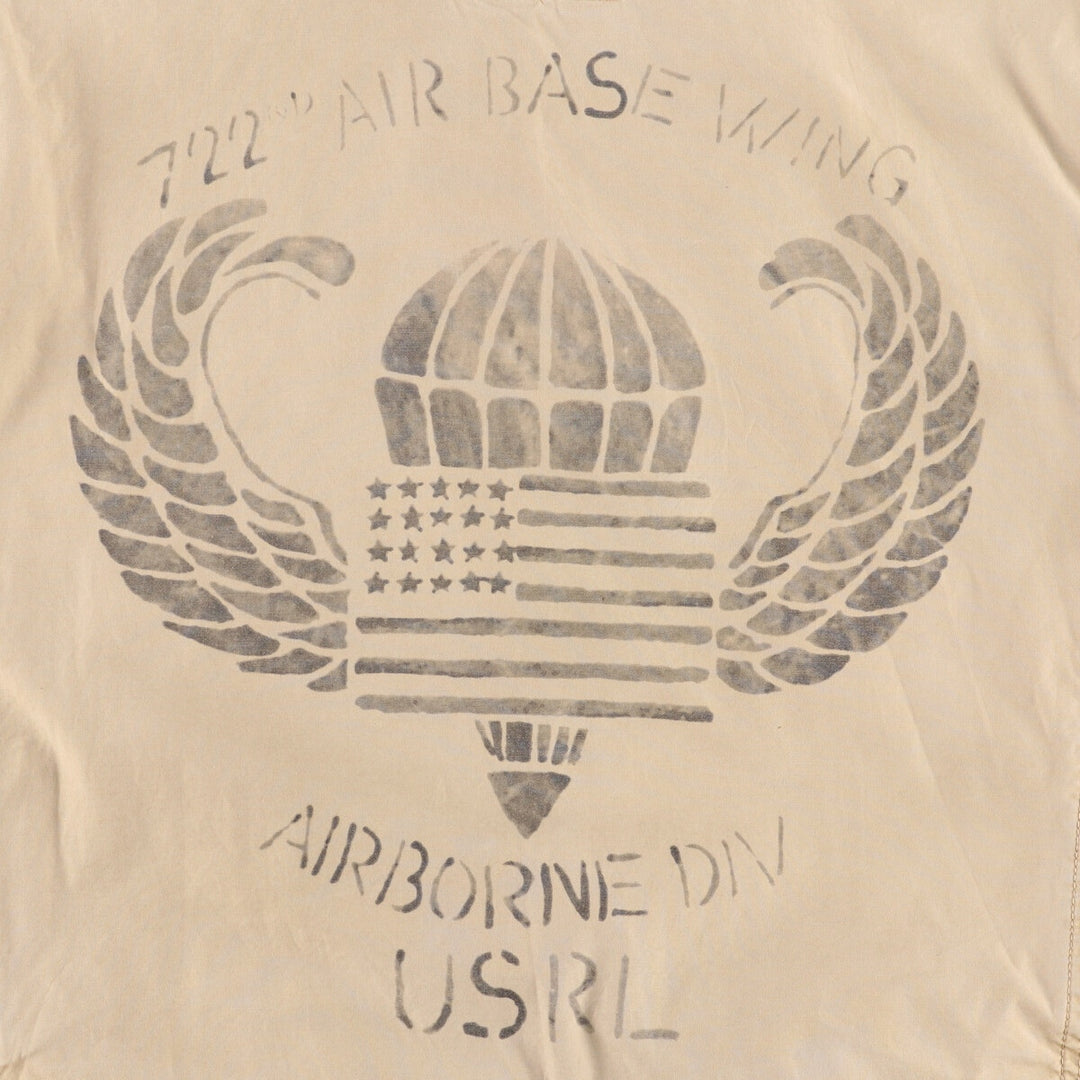 722ND AIR BASE WING
AIRBORNE DIV
USRL